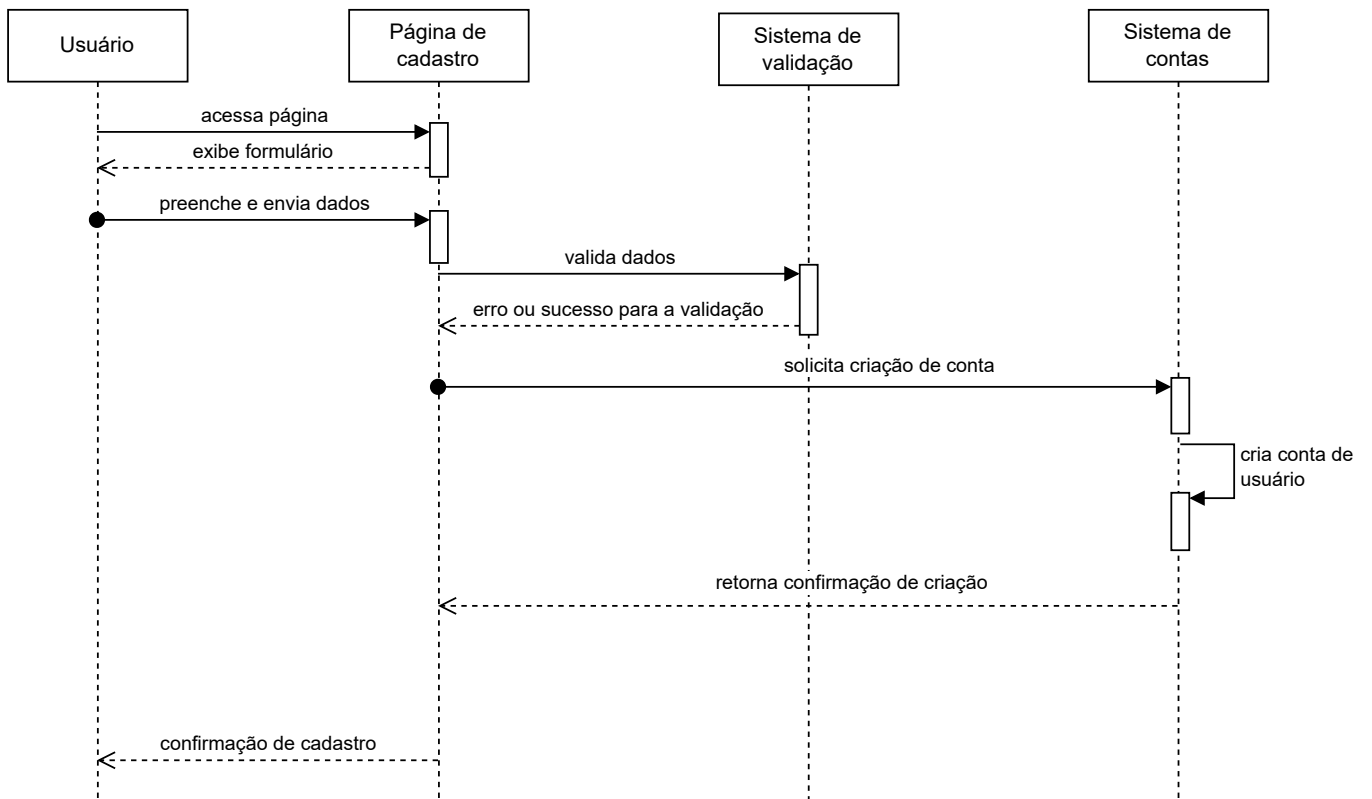 Usuário
Página de
cadastro
Sistema de
validação
Sistema de
contas
acessa página
exibe formulário
preenche e envia dados
valida dados
erro ou sucesso para a validação
solicita criação de conta
cria conta de
usuário
retorna confirmação de criação
confirmação de cadastro